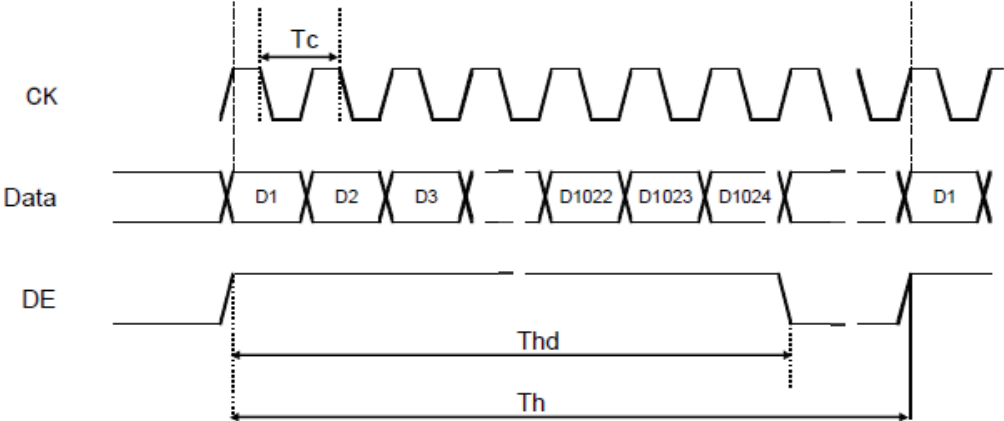 Tc
CK
Data D1 D2 D3 D1022 D1023 D1024 D1
DE
Thd
Th